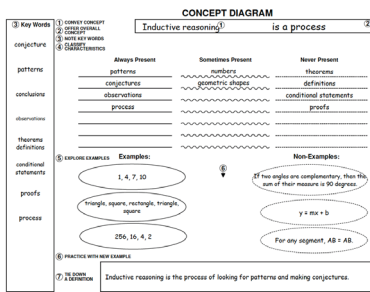 CONCEPT DIAGRAM
③ Key Words
① CONVEY CONCEPT
② OFFER OVERALL CONCEPT
③ NOTE KEY WORDS
④ CLASSIFY CHARACTERISTICS
Inductive reasoning① is a process ②
conjecture
patterns
conclusions
observations
theorems
definitions
conditional
statements
proofs
process
Always Present Sometimes Present Never Present
patterns numbers theorems
conjectures geometric shapes definitions
observations conditional statements
process proofs
⑤ EXPLORE EXAMPLES Examples: Non-Examples:
1, 4, 7, 10
triangle, square, rectangle, triangle,
square
256, 16, 4, 2
⑥
If two angles are complementary, then the
sum of their measure is 90 degrees.
y = mx + b
For any segment, AB = AB.
⑥ PRACTICE WITH NEW EXAMPLE
⑦ TIE DOWN
A DEFINITION
Inductive reasoning is the process of looking for patterns and making conjectures.